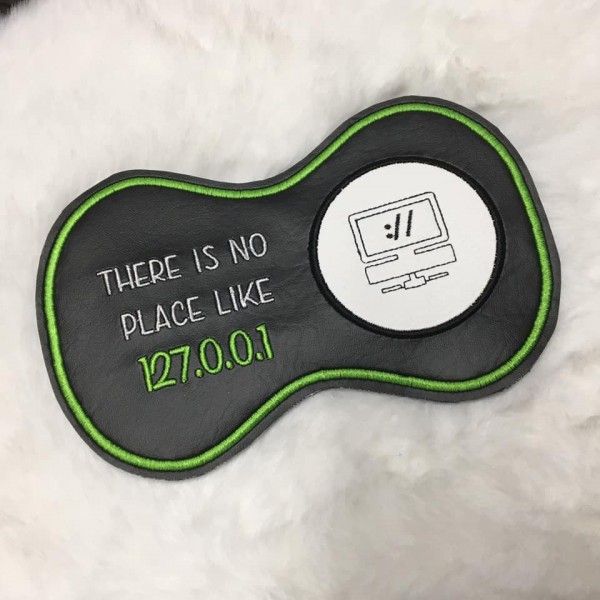 THERE IS NO
PLACE LIKE
127.0.0.1
://